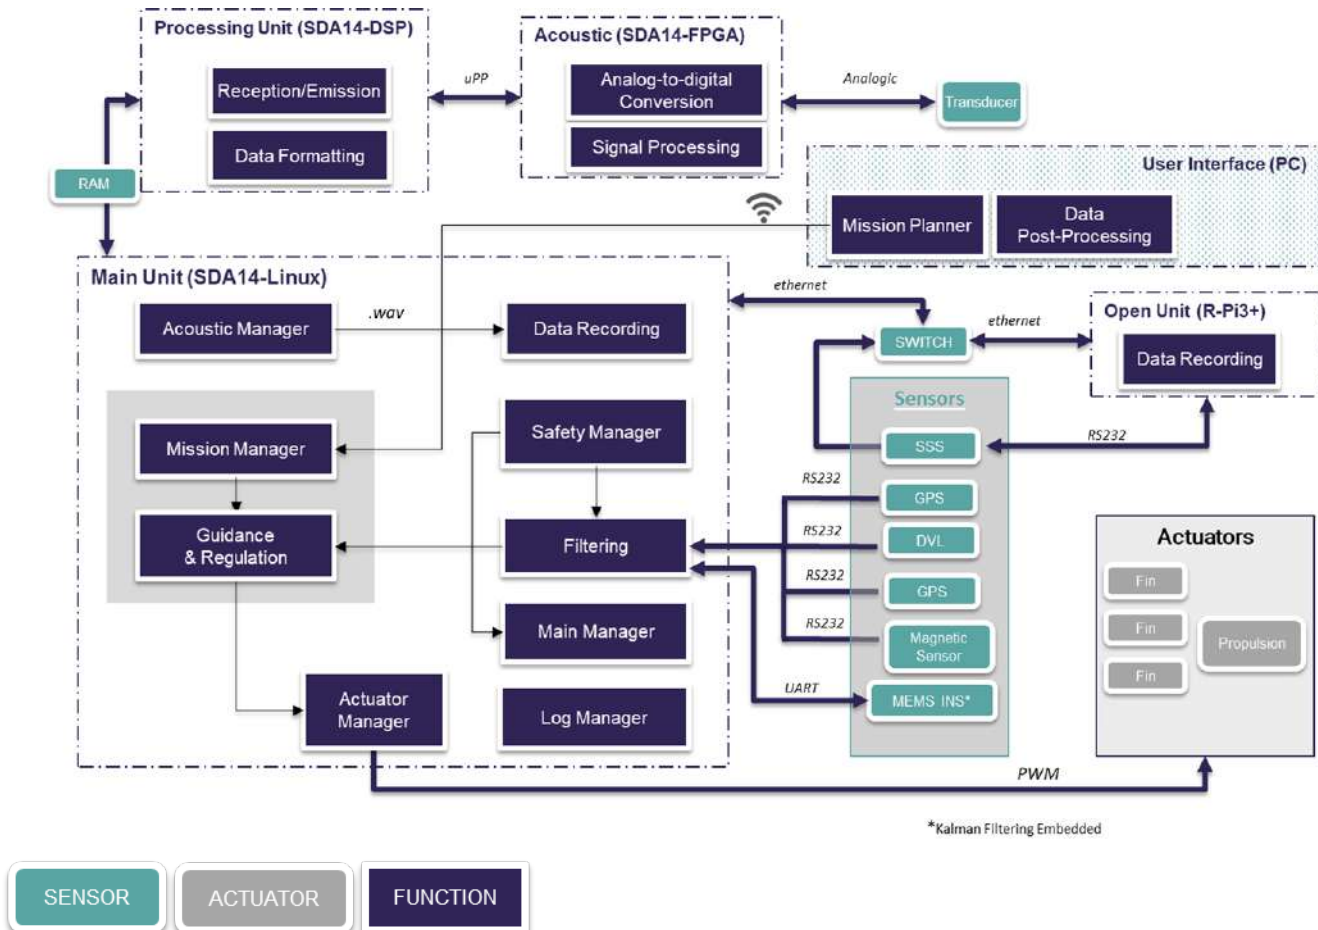 Processing Unit (SDA14-DSP)
Reception/Emission
Data Formatting
uPP
Acoustic (SDA14-FPGA)
Analog-to-digital
Conversion
Signal Processing
Analogic
Transducer
RAM
User Interface (PC)
Mission Planner
Data
Post-Processing
Main Unit (SDA14-Linux)
Acoustic Manager
.wav
Data Recording
Mission Manager
Safety Manager
Guidance
& Regulation
Filtering
Main Manager
Actuator
Manager
Log Manager
ethernet
SWITCH
ethernet
Open Unit (R-Pi3+)
Data Recording
RS232
Sensors
SSS
RS232
GPS
RS232
DVL
RS232
GPS
RS232
Magnetic
Sensor
UART
MEMS INS*
Actuators
Fin
Fin
Fin
Propulsion
PWM
*Kalman Filtering Embedded
SENSOR
ACTUATOR
FUNCTION